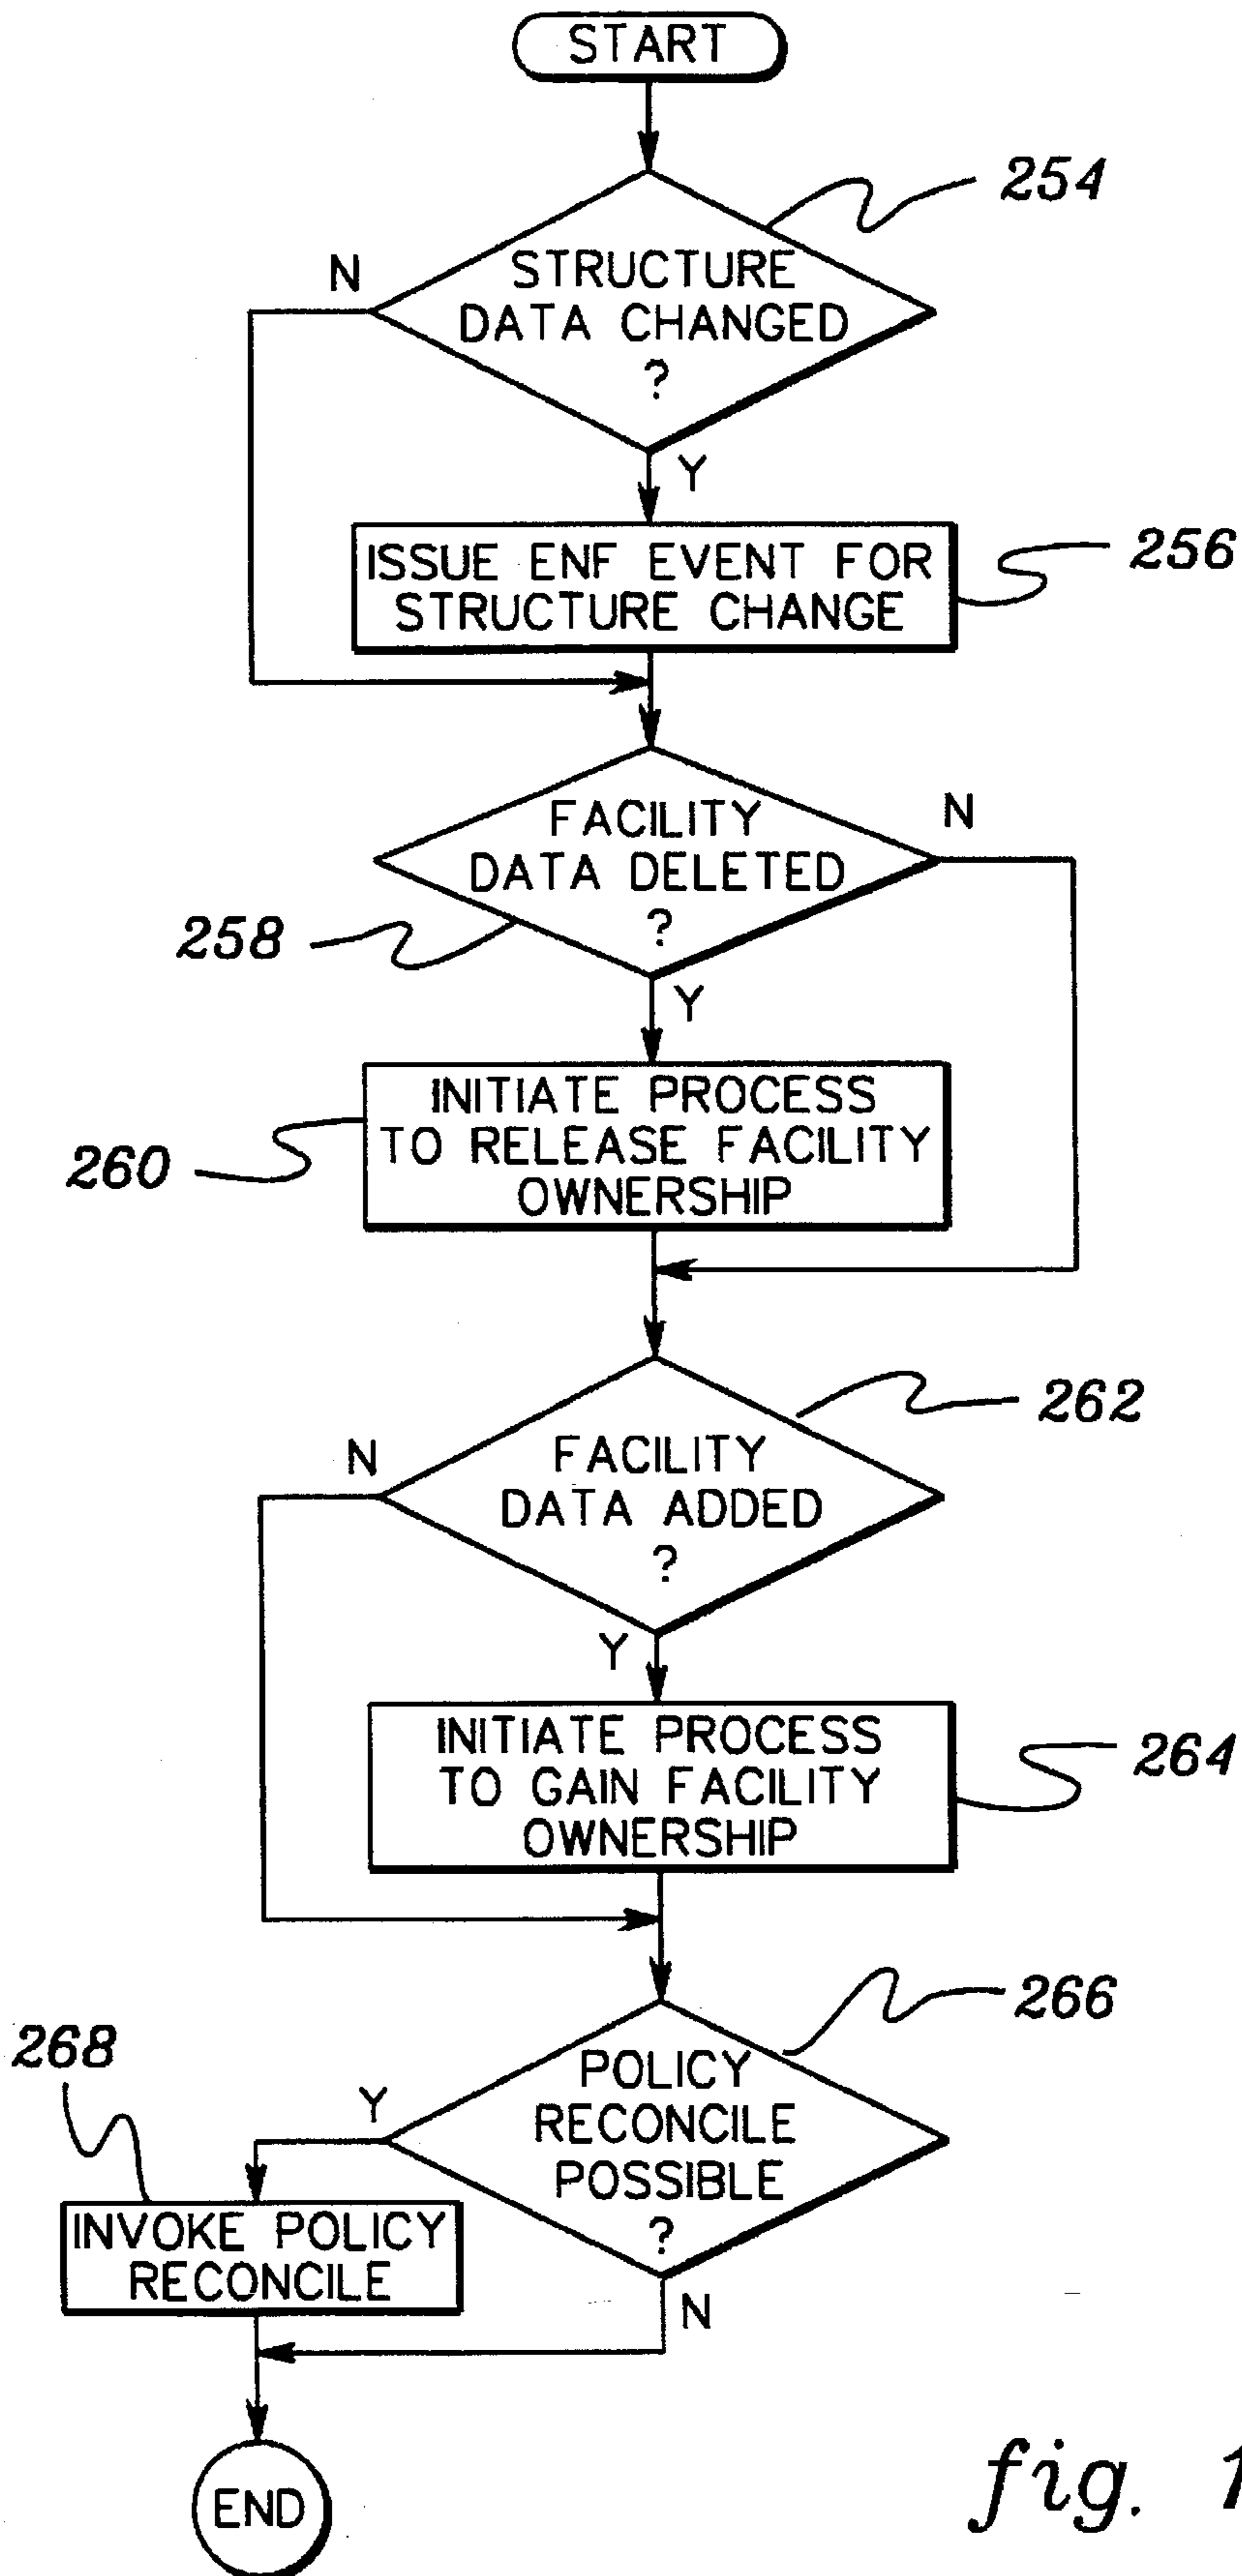 START
254
N
STRUCTURE
DATA CHANGED
?
Y
ISSUE ENF EVENT FOR
STRUCTURE CHANGE
256
FACILITY
DATA DELETED
?
N
258
Y
INITIATE PROCESS
TO RELEASE FACILITY
OWNERSHIP
260
262
N
FACILITY
DATA ADDED
?
Y
INITIATE PROCESS
TO GAIN FACILITY
OWNERSHIP
264
266
268
Y
POLICY
RECONCILE
POSSIBLE
?
INVOKE POLICY
RECONCILE
N
END
fig.